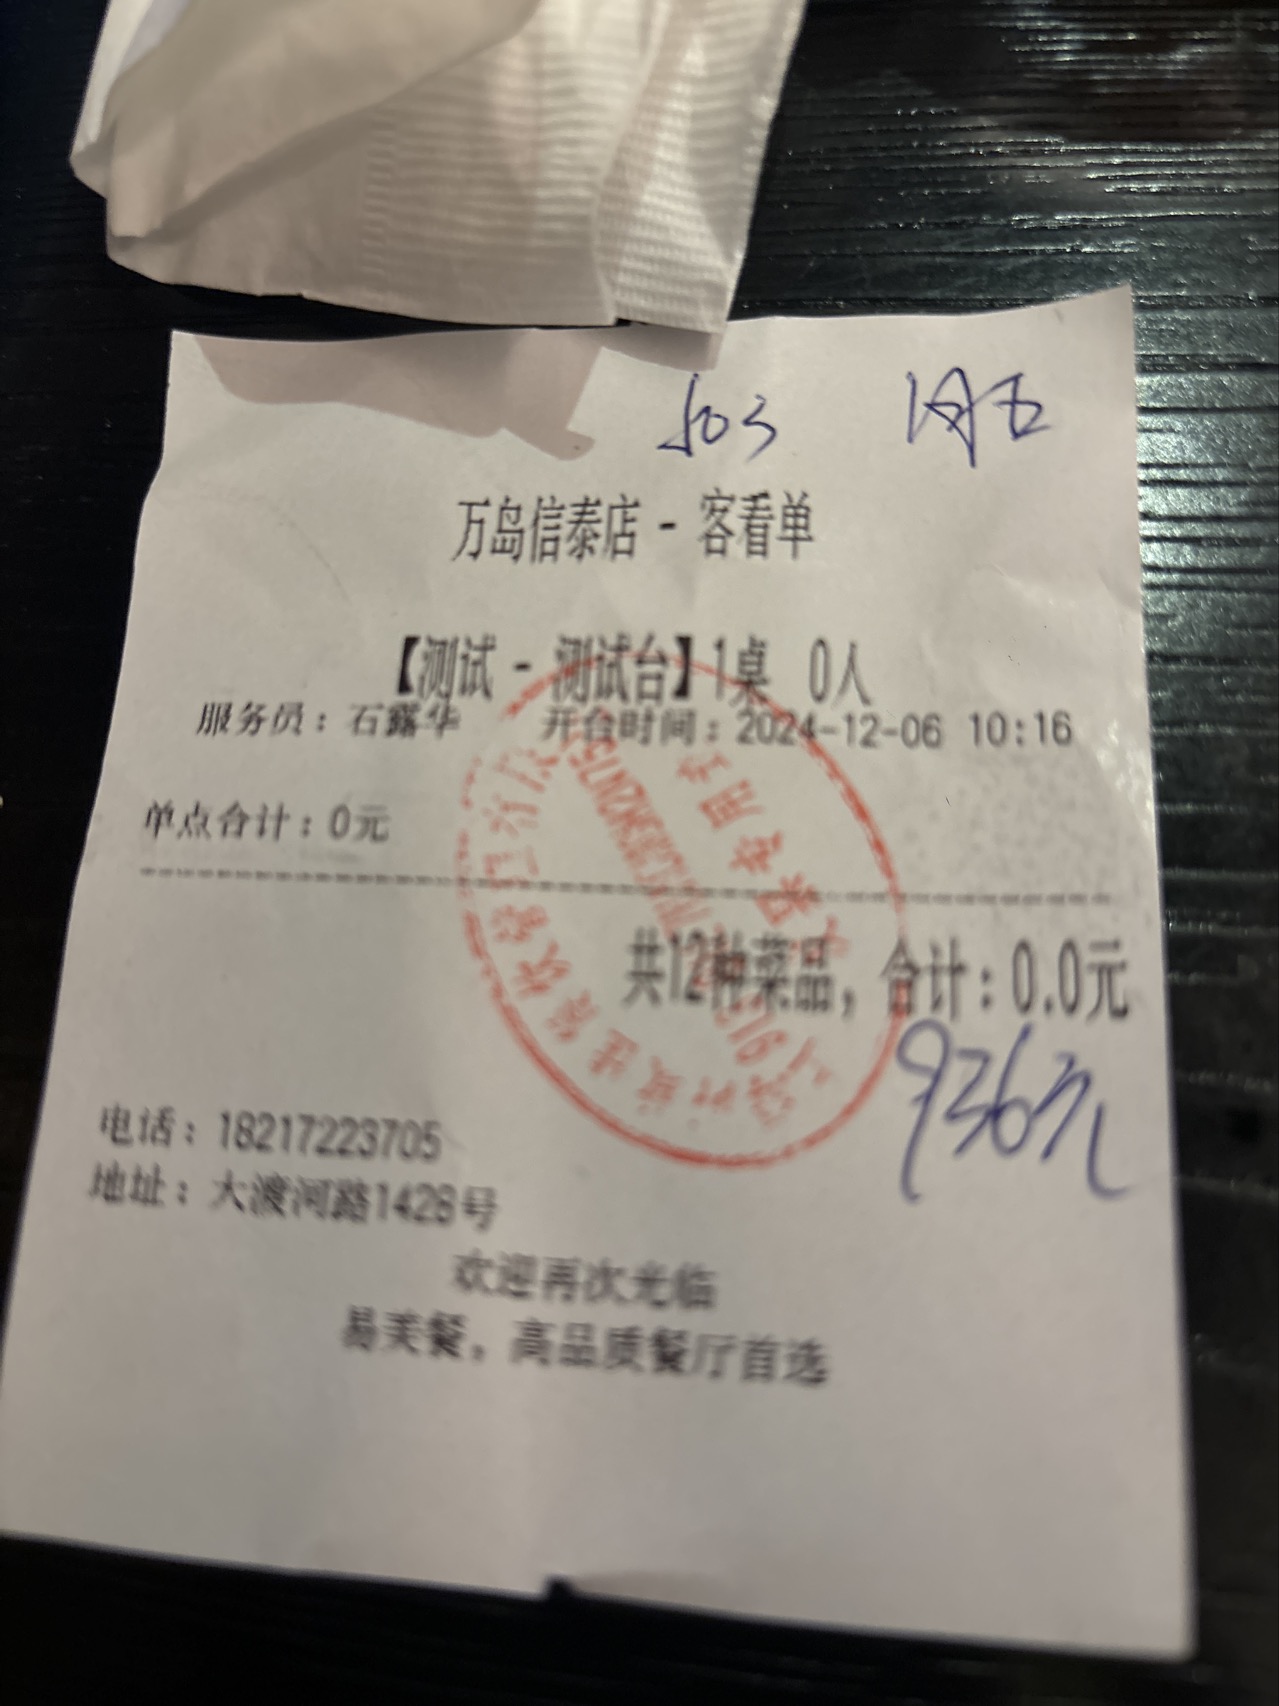 503 周五
万岛信泰店 - 客看单
【测试 - 测试台】1桌 0人
服务员：石露华 开台时间：2024-12-06 10:16
单点合计：0元
共12种菜品，合计：0.0元
936元
电话：18217223705
地址：大渡河路1428号
欢迎再次光临
易美餐，高品质餐厅首选